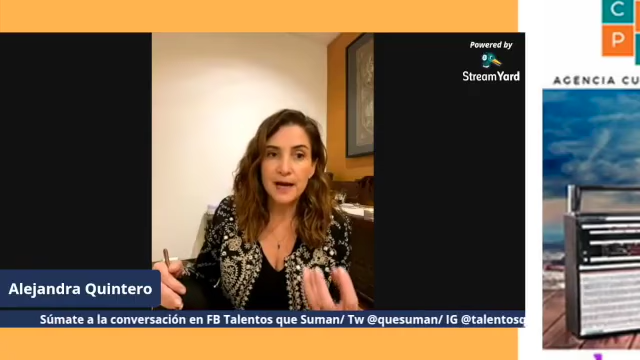 Powered by
StreamYard
C
P
AGENCIA CU
Alejandra Quintero
Súmate a la conversación en FB Talentos que Suman/ Tw @quesuman/ IG @talentosq